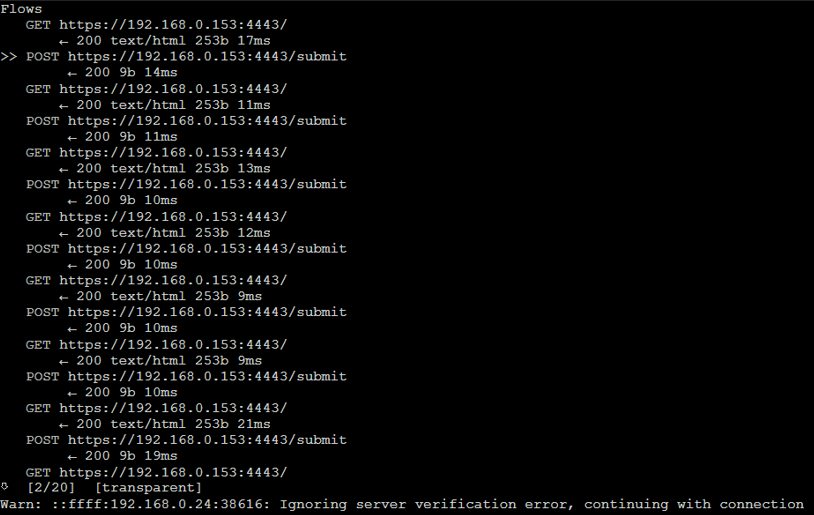 Flows
GET https://192.168.0.153:4443/
← 200 text/html 253b 17ms
>> POST https://192.168.0.153:4443/submit
← 200 9b 14ms
GET https://192.168.0.153:4443/
← 200 text/html 253b 11ms
POST https://192.168.0.153:4443/submit
← 200 9b 11ms
GET https://192.168.0.153:4443/
← 200 text/html 253b 13ms
POST https://192.168.0.153:4443/submit
← 200 9b 10ms
GET https://192.168.0.153:4443/
← 200 text/html 253b 12ms
POST https://192.168.0.153:4443/submit
← 200 9b 10ms
GET https://192.168.0.153:4443/
← 200 text/html 253b 9ms
POST https://192.168.0.153:4443/submit
← 200 9b 10ms
GET https://192.168.0.153:4443/
← 200 text/html 253b 9ms
POST https://192.168.0.153:4443/submit
← 200 9b 10ms
GET https://192.168.0.153:4443/
← 200 text/html 253b 21ms
POST https://192.168.0.153:4443/submit
← 200 9b 19ms
GET https://192.168.0.153:4443/
⇩ [2/20] [transparent]
Warn: ::ffff:192.168.0.24:38616: Ignoring server verification error, continuing with connection